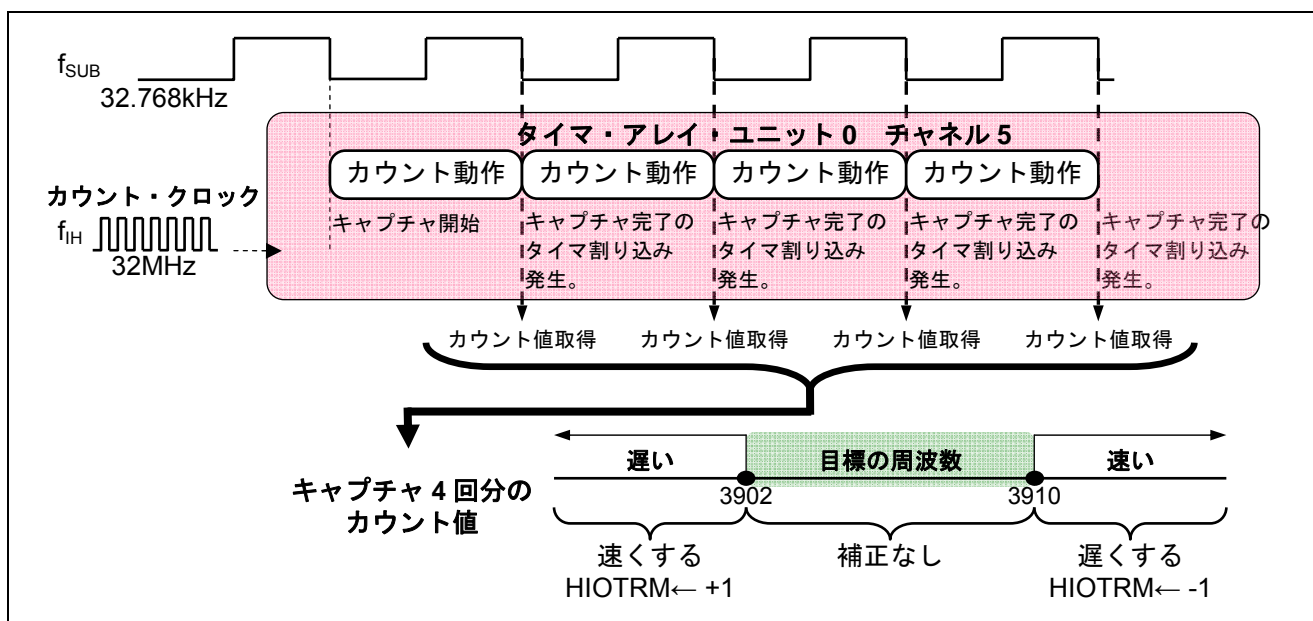 fSUB
32.768kHz
タイマ・アレイ・ユニット0 チャネル5
カウント動作 カウント動作 カウント動作 カウント動作
カウント・クロック
fIH
32MHz
キャプチャ開始
キャプチャ完了の
タイマ割り込み
発生。
キャプチャ完了の
タイマ割り込み
発生。
キャプチャ完了の
タイマ割り込み
発生。
キャプチャ完了の
タイマ割り込み
発生。
カウント値取得 カウント値取得 カウント値取得 カウント値取得
キャプチャ4回分の
カウント値
遅い 目標の周波数 速い
3902 3910
速くする
HIOTRM← +1
補正なし
遅くする
HIOTRM← -1